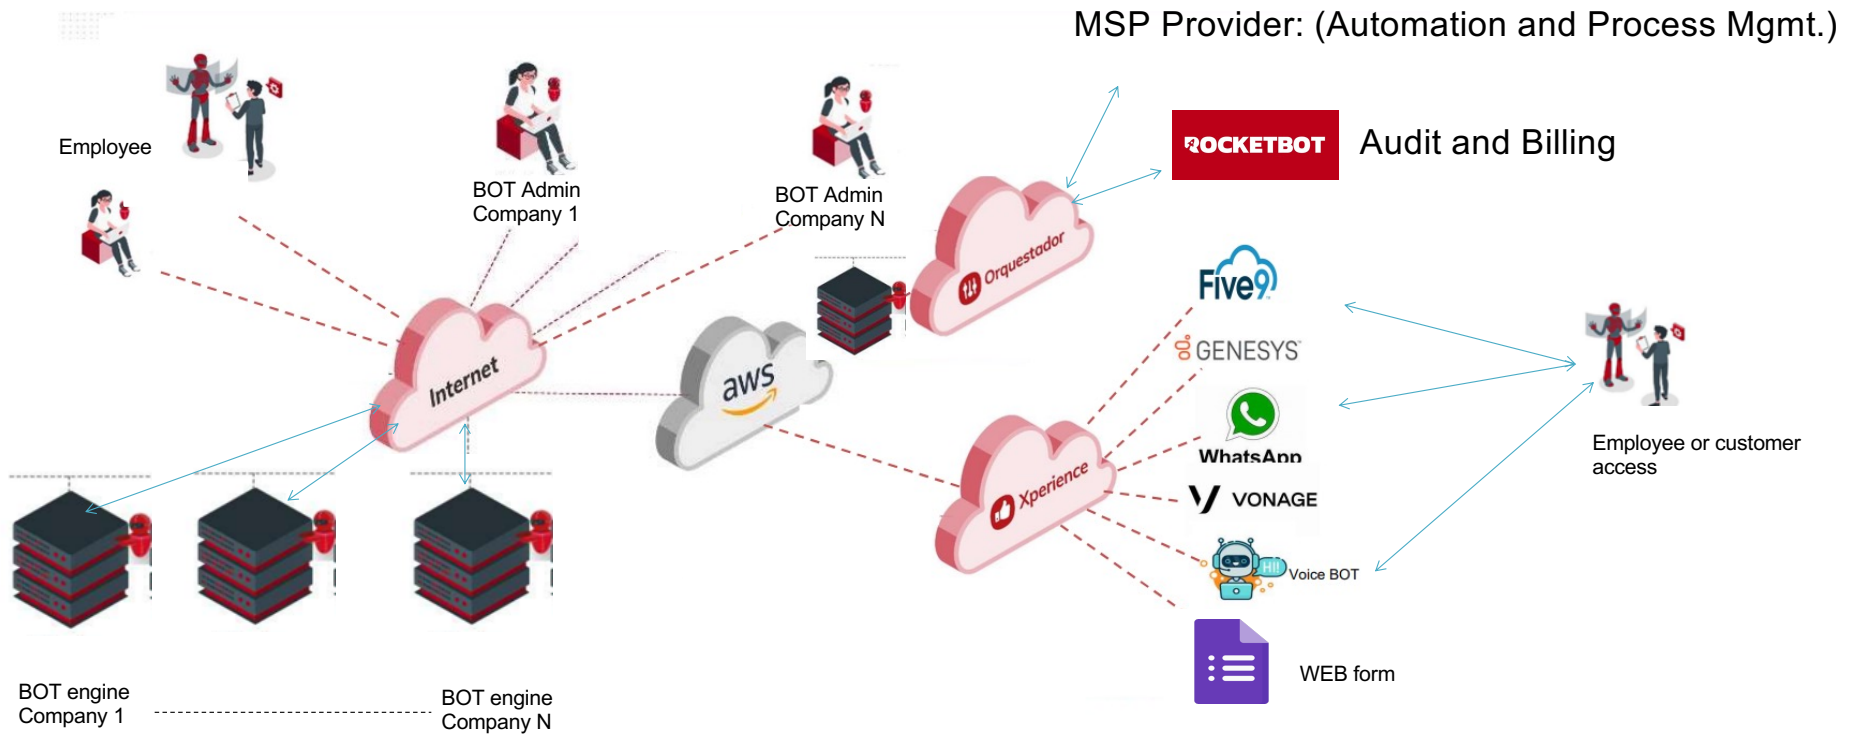 MSP Provider: (Automation and Process Mgmt.)
ROCKETBOT
Audit and Billing
Employee
BOT Admin
Company 1
BOT Admin
Company N
Orquestador
Internet
aws
Five9
GENESYS
WhatsApp
Xperience
VONAGE
HI!
Voice BOT
WEB form
Employee or customer
access
BOT engine
Company 1
BOT engine
Company N